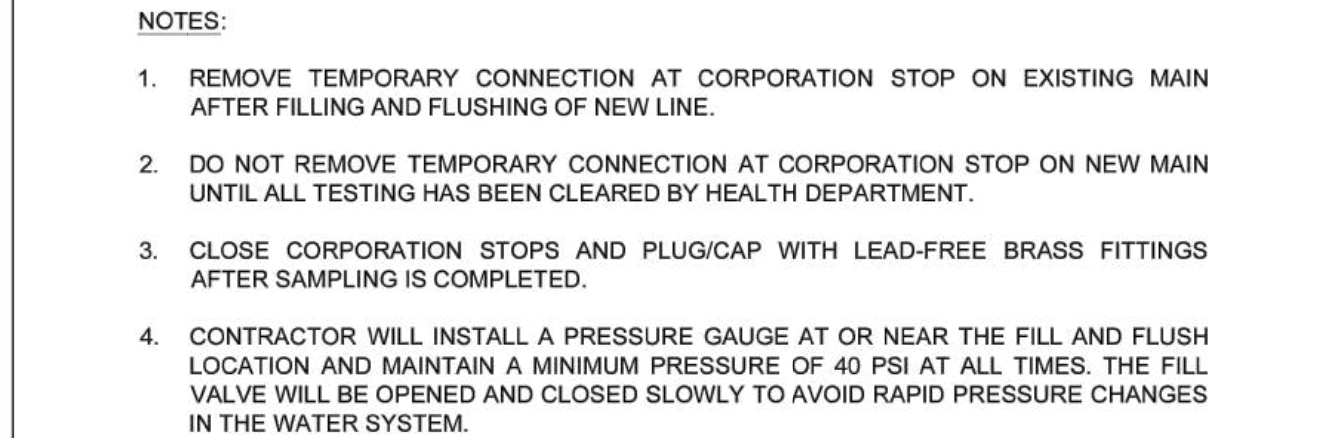 NOTES:
1. REMOVE TEMPORARY CONNECTION AT CORPORATION STOP ON EXISTING MAIN
AFTER FILLING AND FLUSHING OF NEW LINE.
2. DO NOT REMOVE TEMPORARY CONNECTION AT CORPORATION STOP ON NEW MAIN
UNTIL ALL TESTING HAS BEEN CLEARED BY HEALTH DEPARTMENT.
3. CLOSE CORPORATION STOPS AND PLUG/CAP WITH LEAD-FREE BRASS FITTINGS
AFTER SAMPLING IS COMPLETED.
4. CONTRACTOR WILL INSTALL A PRESSURE GAUGE AT OR NEAR THE FILL AND FLUSH
LOCATION AND MAINTAIN A MINIMUM PRESSURE OF 40 PSI AT ALL TIMES. THE FILL
VALVE WILL BE OPENED AND CLOSED SLOWLY TO AVOID RAPID PRESSURE CHANGES
IN THE WATER SYSTEM.